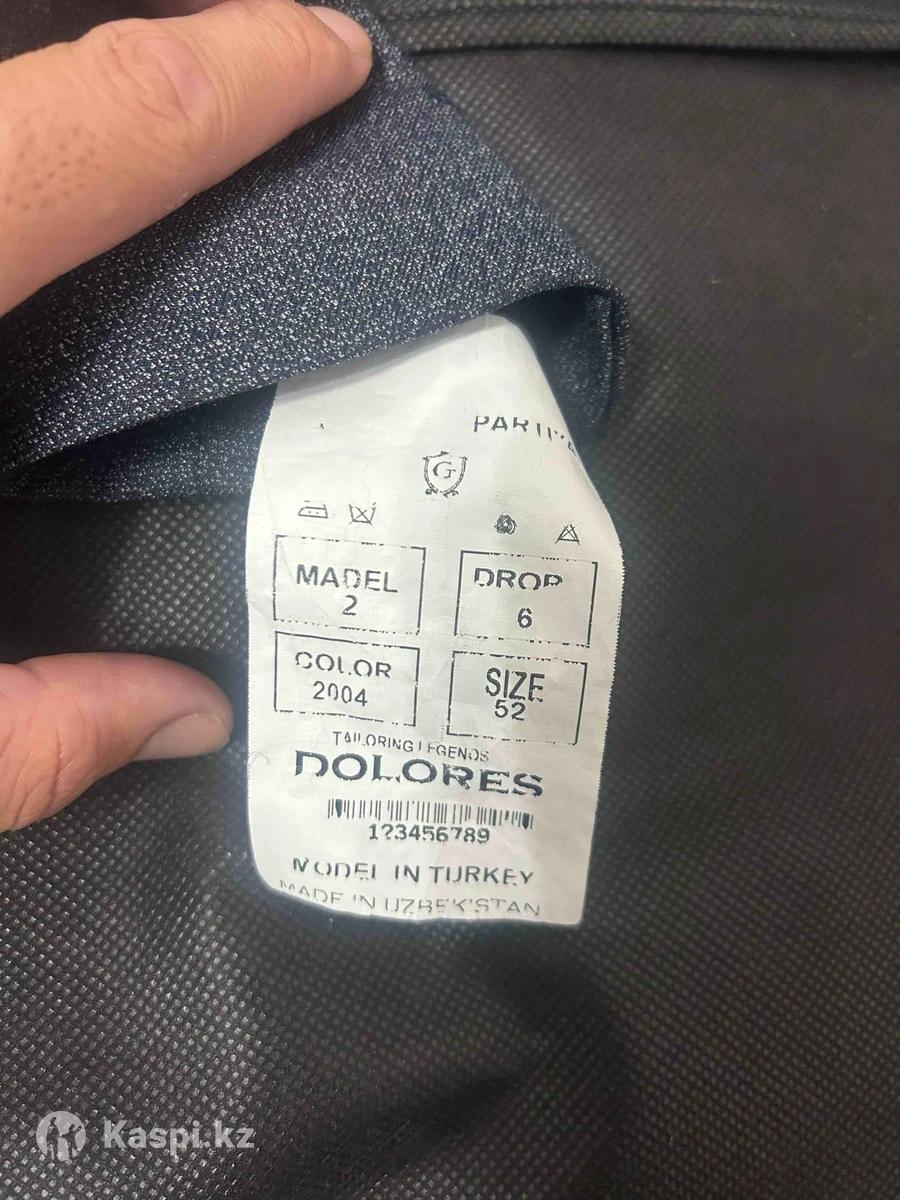 GT
MADEL
2
DROP
6
COLOR
2004
SIZE
52
TAILORING LEGENDS
DOLORES
123456789
MODEL IN TURKEY
MADE IN UZBEKISTAN
Kaspi.kz